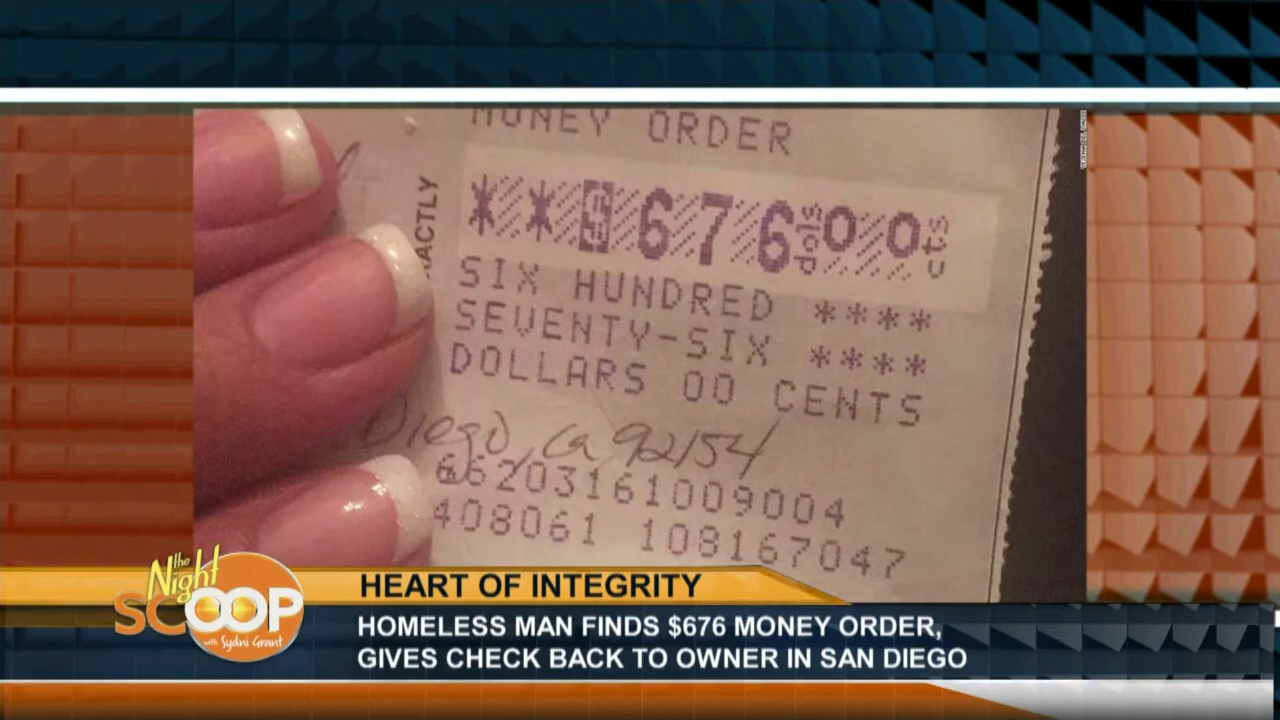 MONEY ORDER
ACTLY
**$676dols00cts
SIX HUNDRED ****
SEVENTY-SIX ****
DOLLARS 00 CENTS
Diego, Ca 92154
66203161009004
408061 108167047
the
Night
SCOOP
with Sydni Grant
HEART OF INTEGRITY
HOMELESS MAN FINDS $676 MONEY ORDER,
GIVES CHECK BACK TO OWNER IN SAN DIEGO